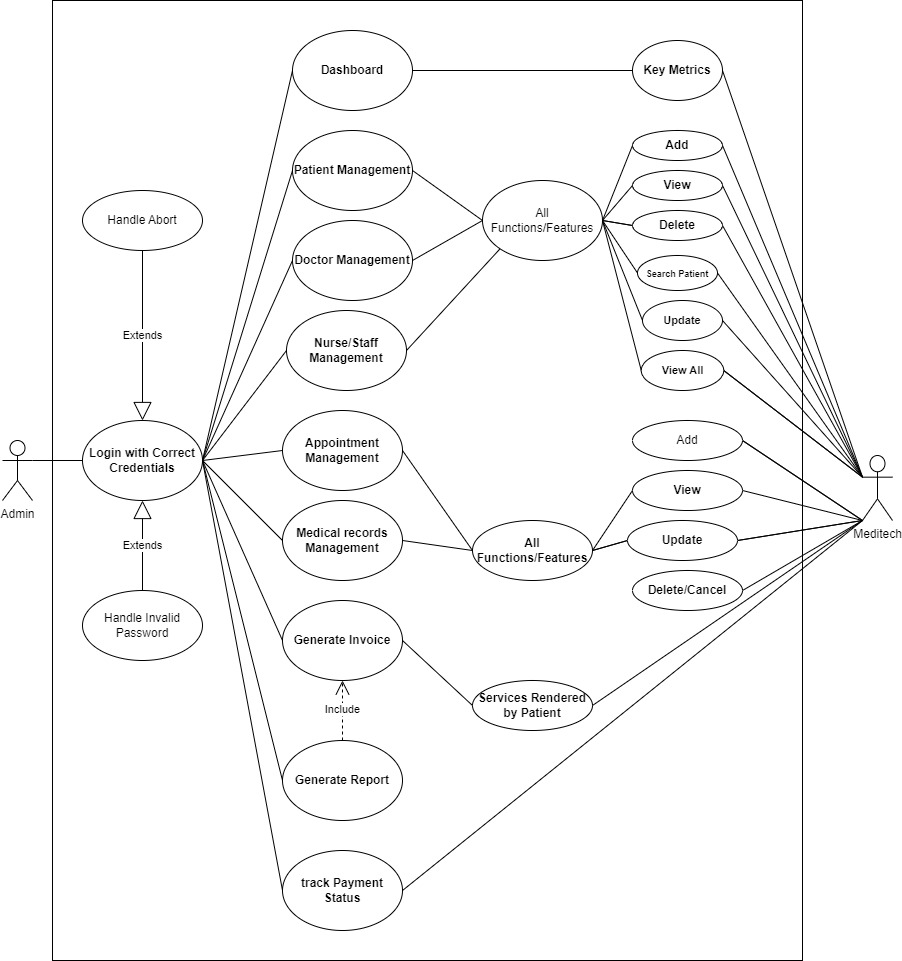 Dashboard
Key Metrics
Patient Management
Add
View
Handle Abort
All
Functions/Features
Delete
Doctor Management
Search Patient
Update
Extends
Nurse/Staff
Management
View All
Login with Correct
Credentials
Appointment
Management
Add
View
Admin
Medical records
Management
Meditech
Extends
All
Functions/Features
Update
Delete/Cancel
Handle Invalid
Password
Generate Invoice
Services Rendered
by Patient
Include
Generate Report
track Payment
Status